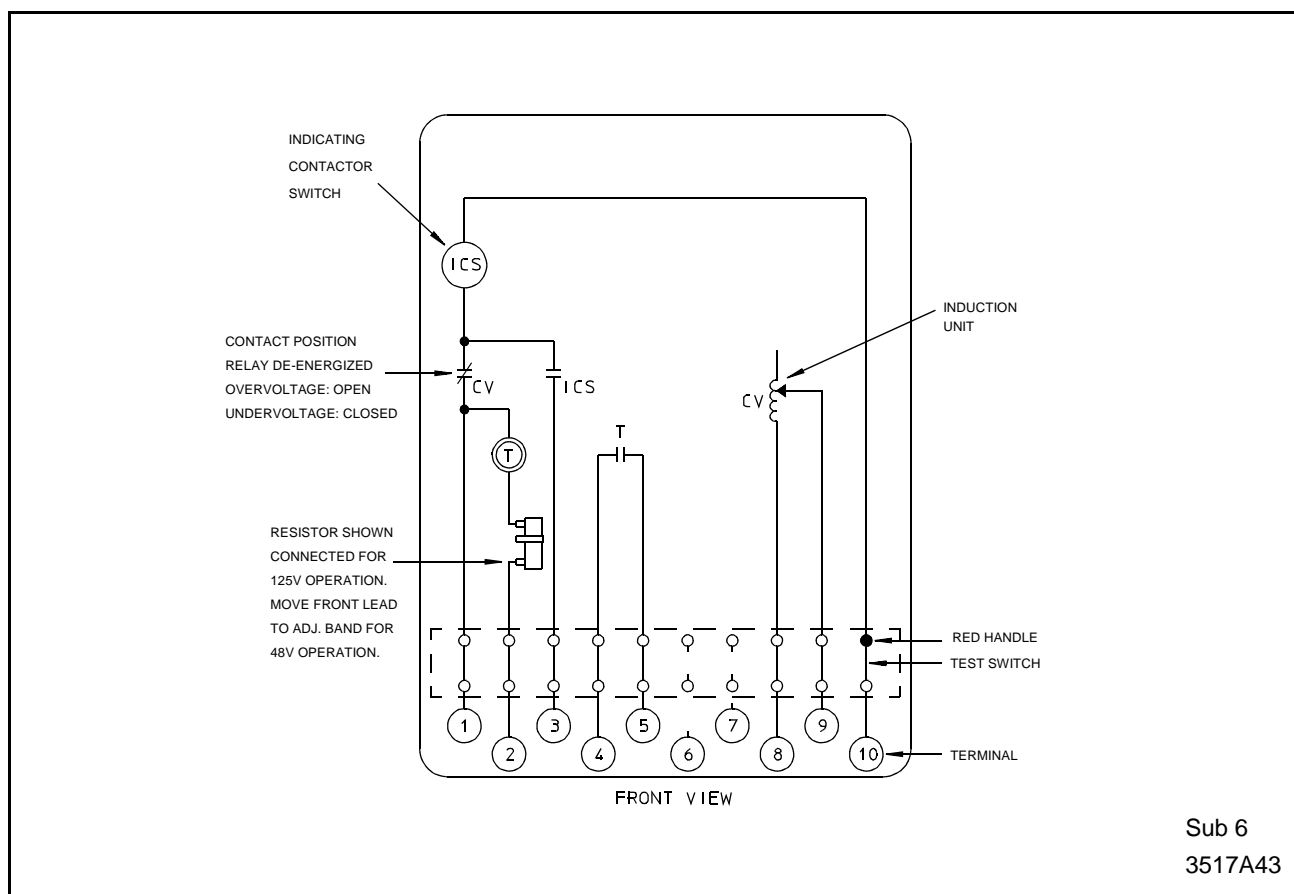 INDICATING
CONTACTOR
SWITCH
ICS
CONTACT POSITION
RELAY DE-ENERGIZED
OVERVOLTAGE: OPEN
UNDERVOLTAGE: CLOSED
CV
ICS
INDUCTION
UNIT
CV
T
T
RESISTOR SHOWN
CONNECTED FOR
125V OPERATION.
MOVE FRONT LEAD
TO ADJ. BAND FOR
48V OPERATION.
RED HANDLE
TEST SWITCH
1
2
3
4
5
6
7
8
9
10
TERMINAL
FRONT VIEW
Sub 6
3517A43